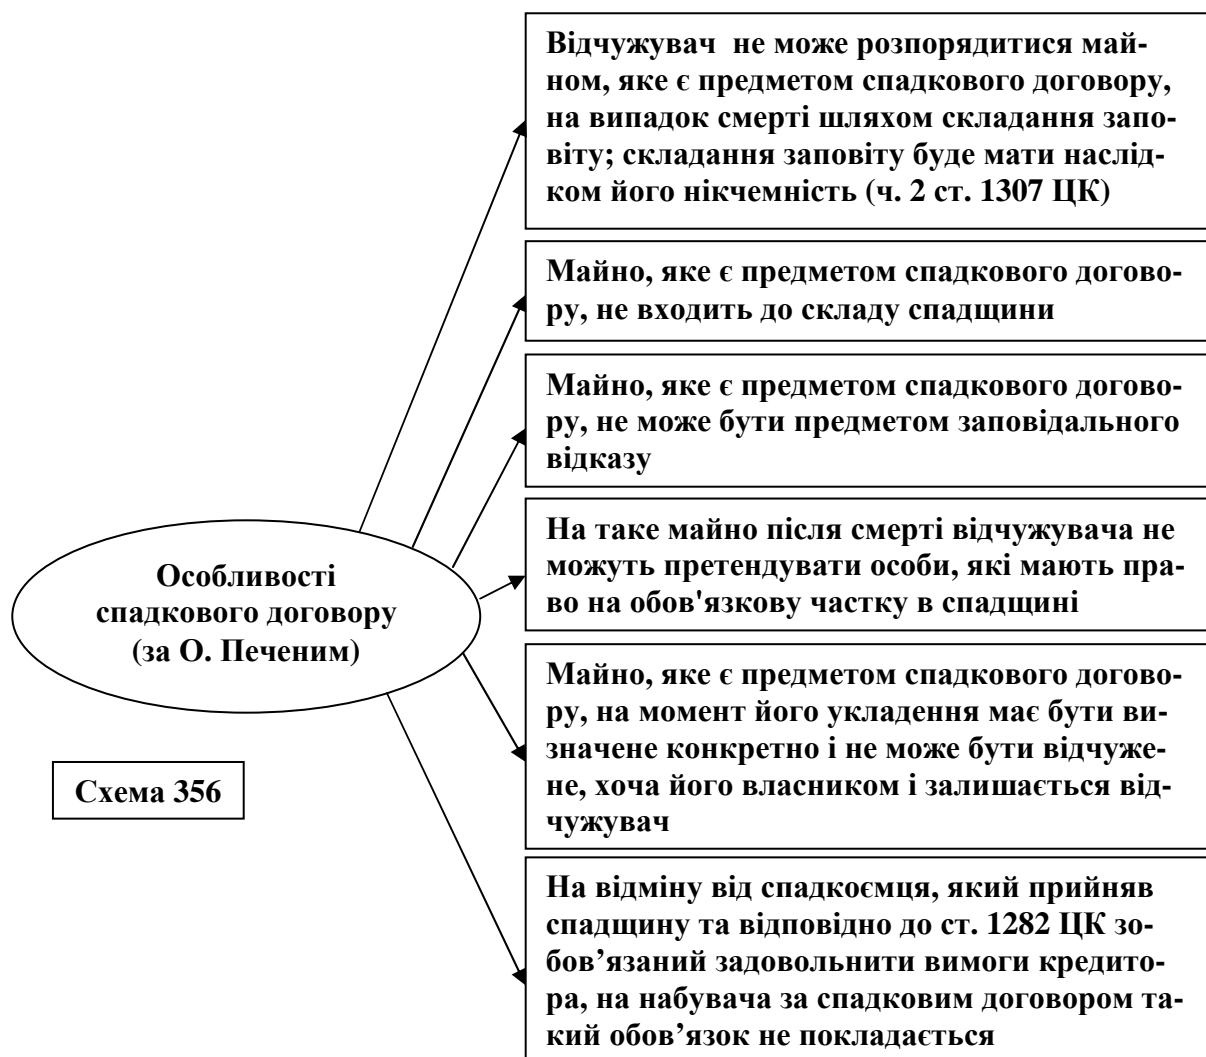 Відчужувач  не може розпорядитися май-
ном, яке є предметом спадкового договору,
на випадок смерті шляхом складання запо-
віту; складання заповіту буде мати наслід-
ком його нікчемність (ч. 2 ст. 1307 ЦК)
Майно, яке є предметом спадкового догово-
ру, не входить до складу спадщини
Майно, яке є предметом спадкового догово-
ру, не може бути предметом заповідального
відказу
На таке майно після смерті відчужувача не
можуть претендувати особи, які мають пра-
во на обов'язкову частку в спадщині
Особливості
спадкового договору
(за О. Печеним)
Майно, яке є предметом спадкового догово-
ру, на момент його укладення має бути ви-
значене конкретно і не може бути відчуже-
не, хоча його власником і залишається від-
чужувач
Схема 356
На відміну від спадкоємця, який прийняв
спадщину та відповідно до ст. 1282 ЦК зо-
бов’язаний задовольнити вимоги кредито-
ра, на набувача за спадковим договором та-
кий обов’язок не покладається